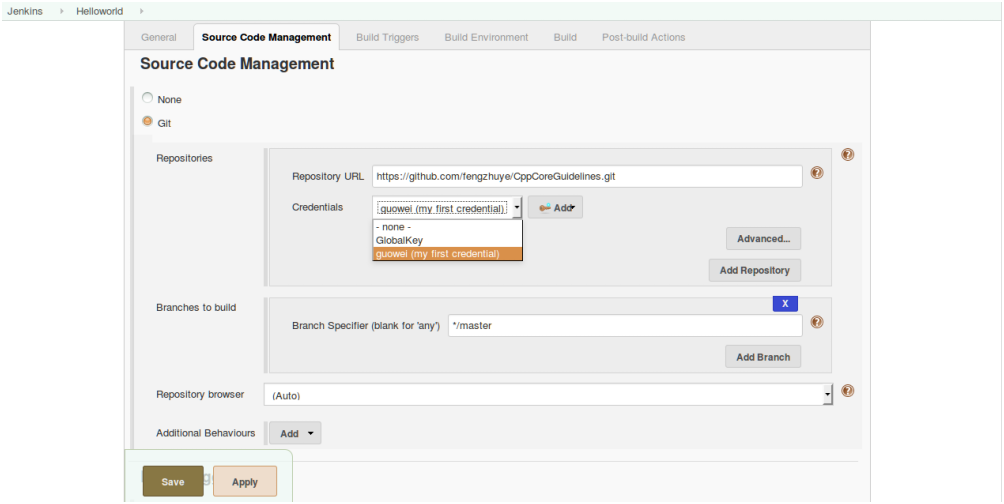 Jenkins Helloworld
General Source Code Management Build Triggers Build Environment Build Post-build Actions
Source Code Management
None
Git
Repositories
Repository URL https://github.com/fengzhuye/CppCoreGuidelines.git
Credentials guowei (my first credential) Add
- none -
GlobalKey
guowei (my first credential)
Advanced...
Add Repository
Branches to build
X
Branch Specifier (blank for 'any') */master
Add Branch
Repository browser (Auto)
Additional Behaviours Add
Save Apply